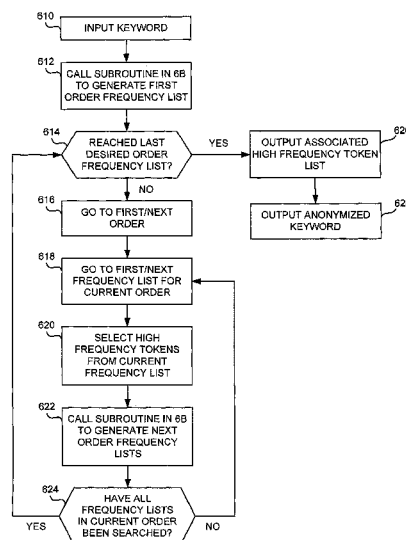 610
INPUT KEYWORD
612
CALL SUBROUTINE IN 6B
TO GENERATE FIRST
ORDER FREQUENCY LIST
614
REACHED LAST
DESIRED ORDER
FREQUENCY LIST?
YES
OUTPUT ASSOCIATED
HIGH FREQUENCY TOKEN
LIST
NO
616
GO TO FIRST/NEXT
ORDER
OUTPUT ANONYMIZED
KEYWORD
618
GO TO FIRST/NEXT
FREQUENCY LIST FOR
CURRENT ORDER
620
SELECT HIGH
FREQUENCY TOKENS
FROM CURRENT
FREQUENCY LIST
622
CALL SUBROUTINE IN 6B
TO GENERATE NEXT
ORDER FREQUENCY
LISTS
624
HAVE ALL
FREQUENCY LISTS
IN CURRENT ORDER
BEEN SEARCHED?
YES
NO